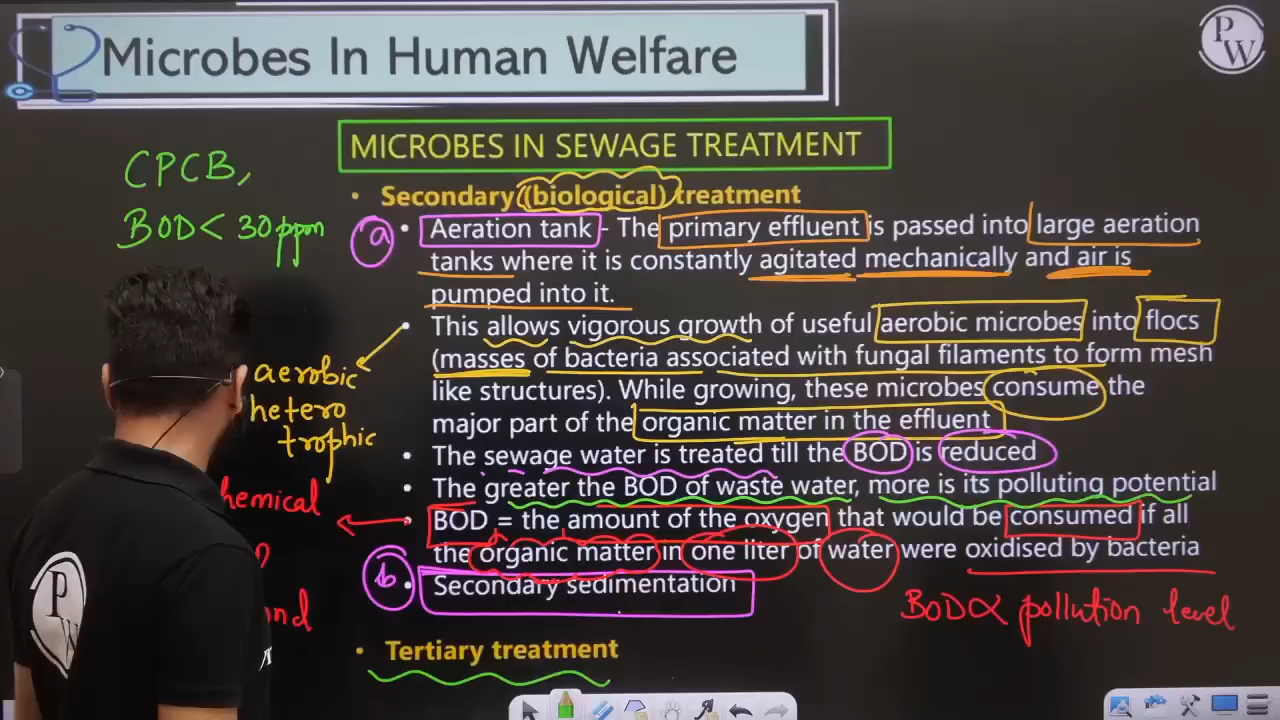 Microbes In Human Welfare
P
W
MICROBES IN SEWAGE TREATMENT
CPCB,
BOD < 30 ppm
• Secondary (biological) treatment
a • Aeration tank - The primary effluent is passed into large aeration
tanks where it is constantly agitated mechanically and air is
pumped into it.
• This allows vigorous growth of useful aerobic microbes into flocs
(masses of bacteria associated with fungal filaments to form mesh
like structures). While growing, these microbes consume the
major part of the organic matter in the effluent
aerobic
hetero
trophic
• The sewage water is treated till the BOD is reduced
• The greater the BOD of waste water, more is its polluting potential
• BOD = the amount of the oxygen that would be consumed if all
the organic matter in one liter of water were oxidised by bacteria
hemical
nd
b • Secondary sedimentation
BOD ∝ pollution level
• Tertiary treatment
P
W